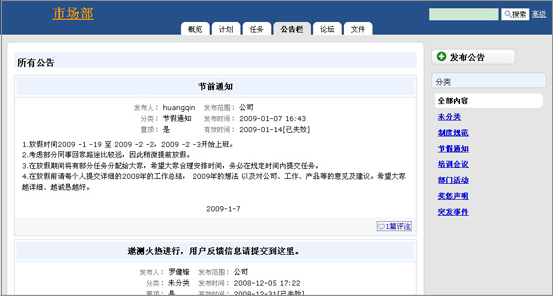 市场部
搜索 高级
概览 计划 任务 公告栏 论坛 文件
所有公告
节前通知
发布人： huangqin 发布范围： 公司
分类： 节假通知 发布时间： 2009-01-07 16:43
置顶： 是 有效时间： 2009-01-14[已失效]
1.放假时间2009 -1 -19 至 2009 -2 -2，2009 -2 -3开始上班。
2.考虑部分同事回家路途比较远，因此稍微提前放假。
3.在放假期间将有部分任务分配给大家，希望大家合理安排时间，务必在线定时间内提交任务。
4.在放假前请每个人提交详细的2008年的工作总结， 2009年的想法 以及对公司、工作、产品等的意见及建议。希望大家
越详细、越诚恳越好。
2009-1-7
1篇评注
遨测火热进行，用户反馈信息请提交到这里。
发布人： 罗健锋 发布范围： 公司
分类： 未分类 发布时间： 2008-12-05 17:22
置顶： 是 有效时间： 2008-12-31[已失效]
发布公告
分类
全部内容
未分类
制度规范
节假通知
培训会议
部门活动
奖惩声明
突发事件